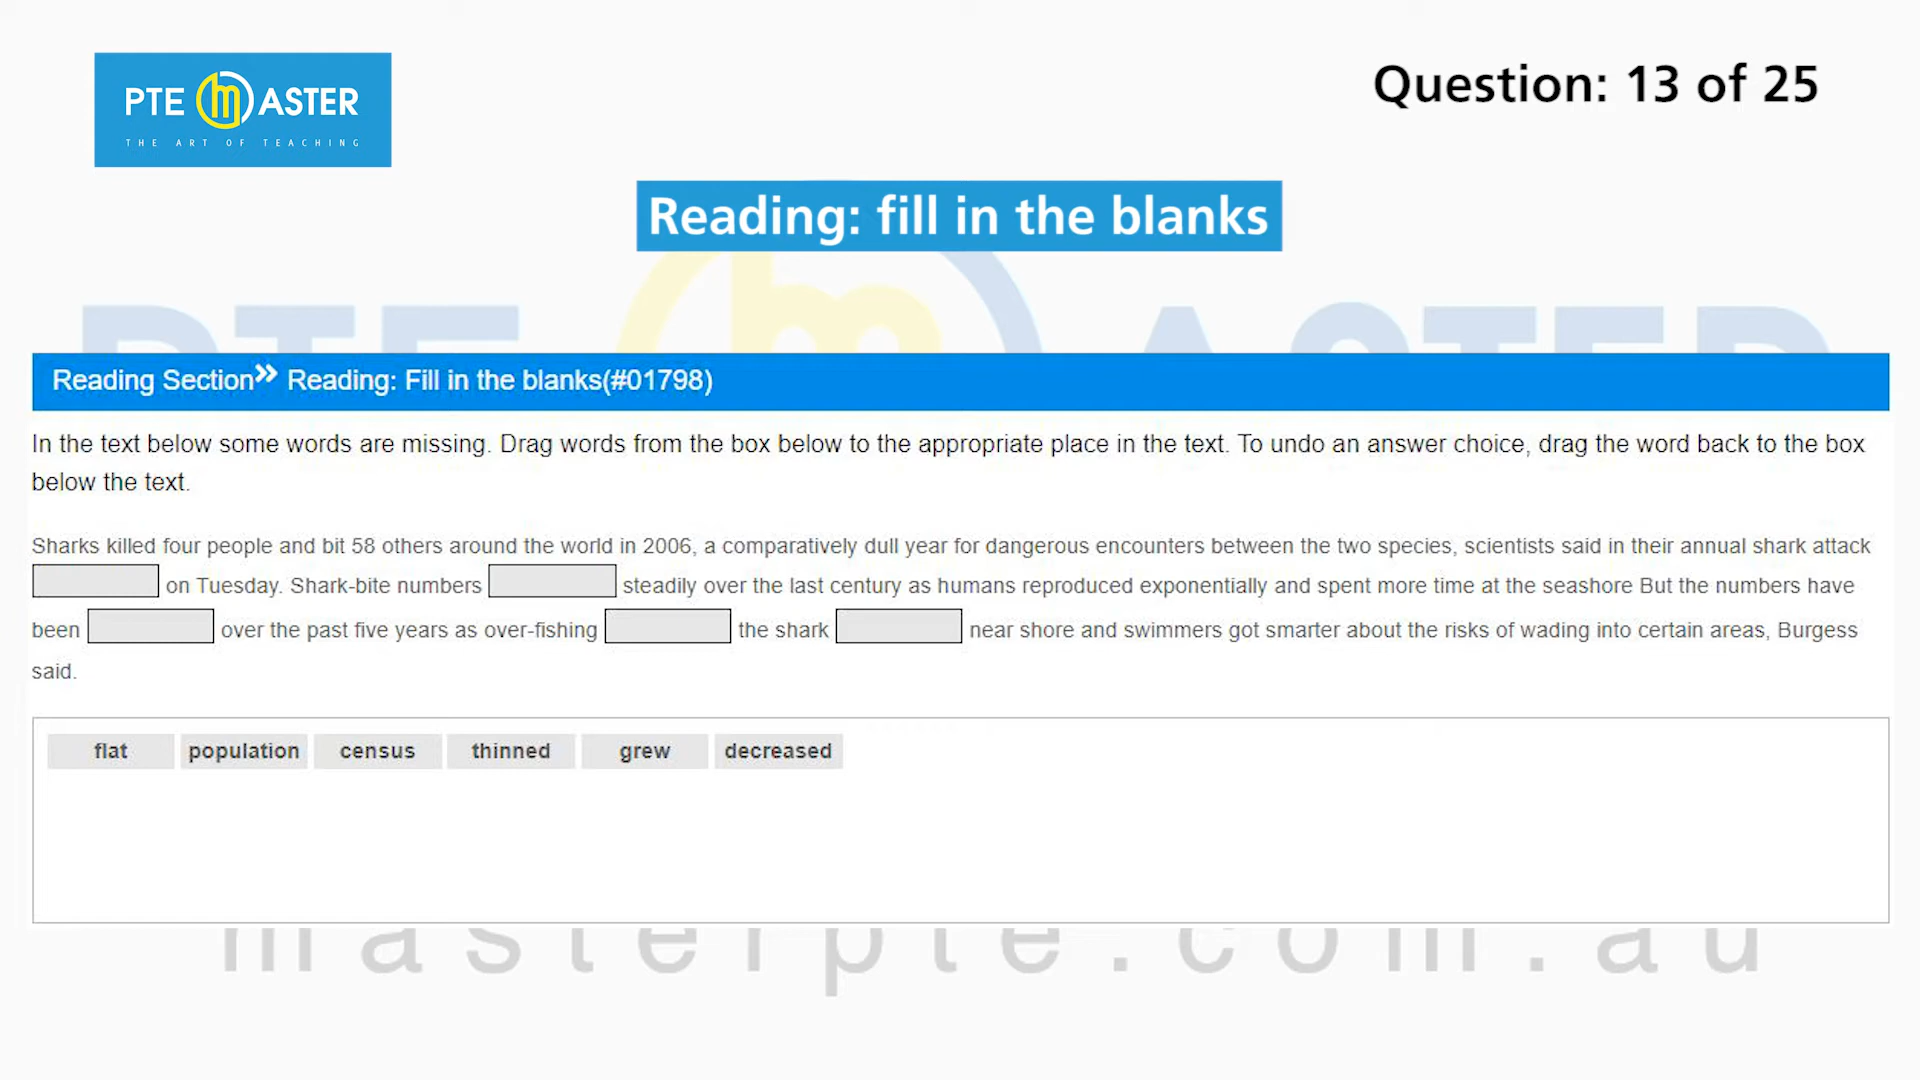 PTE MASTER
THE ART OF TEACHING
Question: 13 of 25
Reading: fill in the blanks
PTE m ASTER
Reading Section» Reading: Fill in the blanks(#01798)
In the text below some words are missing. Drag words from the box below to the appropriate place in the text. To undo an answer choice, drag the word back to the box
below the text.
Sharks killed four people and bit 58 others around the world in 2006, a comparatively dull year for dangerous encounters between the two species, scientists said in their annual shark attack
on Tuesday. Shark-bite numbers steadily over the last century as humans reproduced exponentially and spent more time at the seashore But the numbers have
been over the past five years as over-fishing the shark near shore and swimmers got smarter about the risks of wading into certain areas, Burgess
said.
flat population census thinned grew decreased
masterpte.com.au